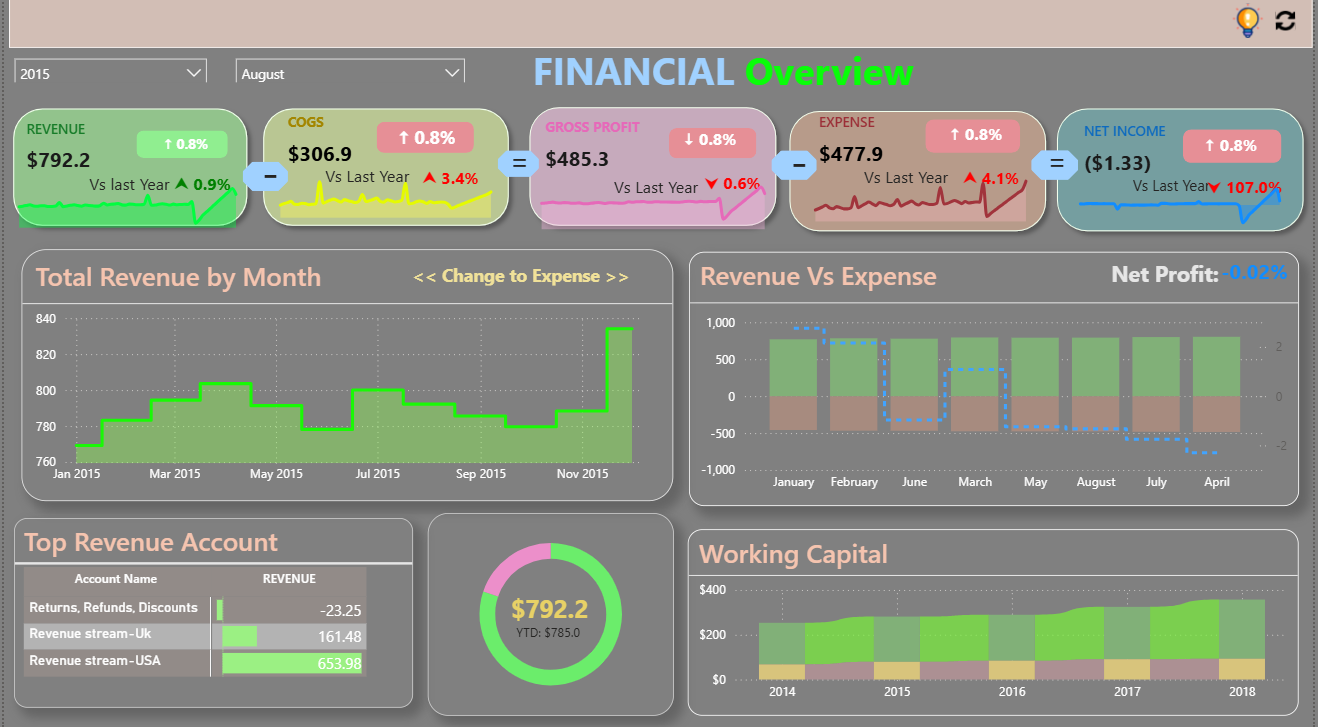 2015
August
FINANCIAL Overview
REVENUE
↑ 0.8%
$792.2
Vs last Year ▲ 0.9%
−
COGS
↑ 0.8%
$306.9
Vs Last Year ▲ 3.4%
=
GROSS PROFIT
↓ 0.8%
$485.3
Vs Last Year ▼ 0.6%
−
EXPENSE
↑ 0.8%
$477.9
Vs Last Year ▲ 4.1%
=
NET INCOME
↑ 0.8%
($1.33)
Vs Last Year ▼ 107.0%
Total Revenue by Month
<< Change to Expense >>
840
820
800
780
760
Jan 2015 Mar 2015 May 2015 Jul 2015 Sep 2015 Nov 2015
Revenue Vs Expense
Net Profit: -0.02%
1,000
500
0
-500
-1,000
2
0
-2
January February June March May August July April
Top Revenue Account
Account Name REVENUE
Returns, Refunds, Discounts -23.25
Revenue stream-Uk 161.48
Revenue stream-USA 653.98
$792.2
YTD: $785.0
Working Capital
$400
$200
$0
2014 2015 2016 2017 2018